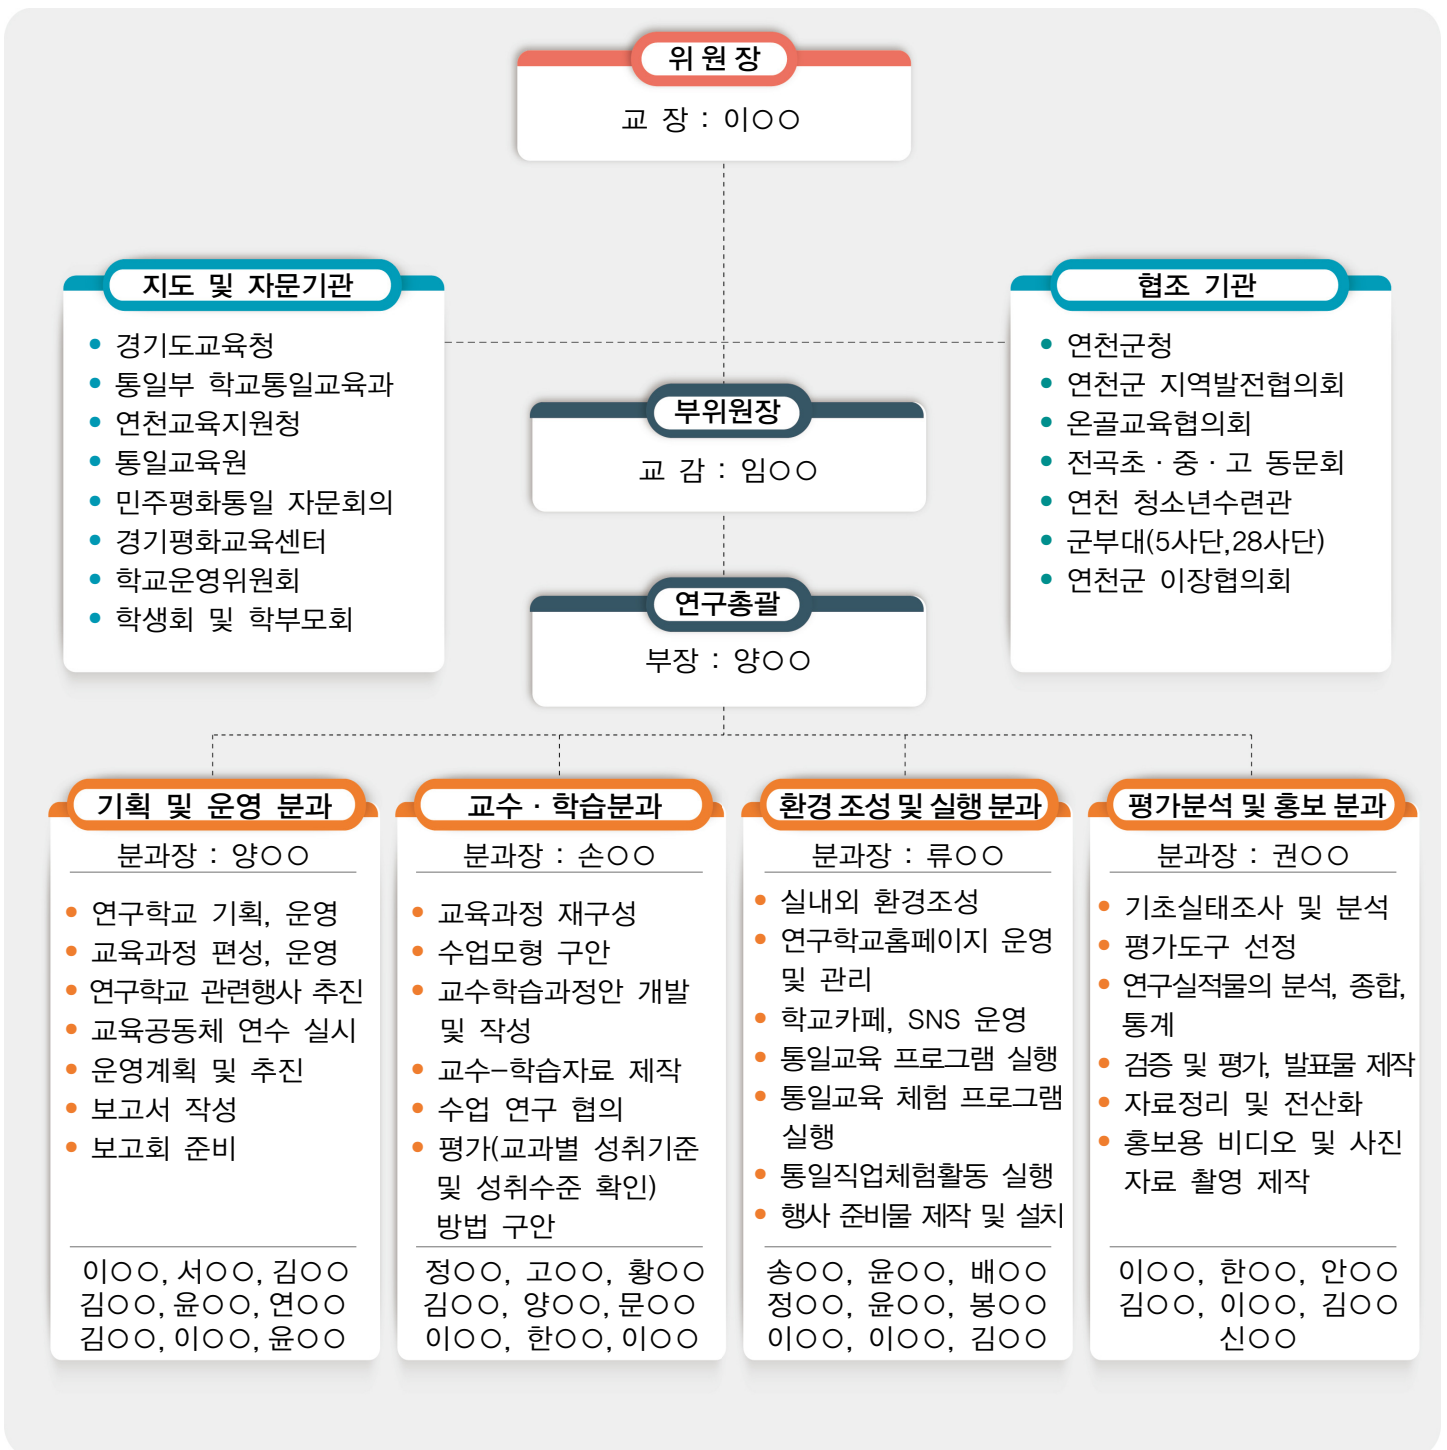 위원장
교 장 : 이○○
지도 및 자문기관
• 경기도교육청
• 통일부 학교통일교육과
• 연천교육지원청
• 통일교육원
• 민주평화통일 자문회의
• 경기평화교육센터
• 학교운영위원회
• 학생회 및 학부모회
협조 기관
• 연천군청
• 연천군 지역발전협의회
• 온골교육협의회
• 전곡초 · 중 · 고 동문회
• 연천 청소년수련관
• 군부대(5사단,28사단)
• 연천군 이장협의회
부위원장
교 감 : 임○○
연구총괄
부장 : 양○○
기획 및 운영 분과
분과장 : 양○○
• 연구학교 기획, 운영
• 교육과정 편성, 운영
• 연구학교 관련행사 추진
• 교육공동체 연수 실시
• 운영계획 및 추진
• 보고서 작성
• 보고회 준비
이○○, 서○○, 김○○
김○○, 윤○○, 연○○
김○○, 이○○, 윤○○
교수 · 학습분과
분과장 : 손○○
• 교육과정 재구성
• 수업모형 구안
• 교수학습과정안 개발
및 작성
• 교수-학습자료 제작
• 수업 연구 협의
• 평가(교과별 성취기준
및 성취수준 확인)
방법 구안
정○○, 고○○, 황○○
김○○, 양○○, 문○○
이○○, 한○○, 이○○
환경 조성 및 실행 분과
분과장 : 류○○
• 실내외 환경조성
• 연구학교홈페이지 운영
및 관리
• 학교카페, SNS 운영
• 통일교육 프로그램 실행
• 통일교육 체험 프로그램
실행
• 통일직업체험활동 실행
• 행사 준비물 제작 및 설치
송○○, 윤○○, 배○○
정○○, 윤○○, 봉○○
이○○, 이○○, 김○○
평가분석 및 홍보 분과
분과장 : 권○○
• 기초실태조사 및 분석
• 평가도구 선정
• 연구실적물의 분석, 종합,
통계
• 검증 및 평가, 발표물 제작
• 자료정리 및 전산화
• 홍보용 비디오 및 사진
자료 촬영 제작
이○○, 한○○, 안○○
김○○, 이○○, 김○○
신○○